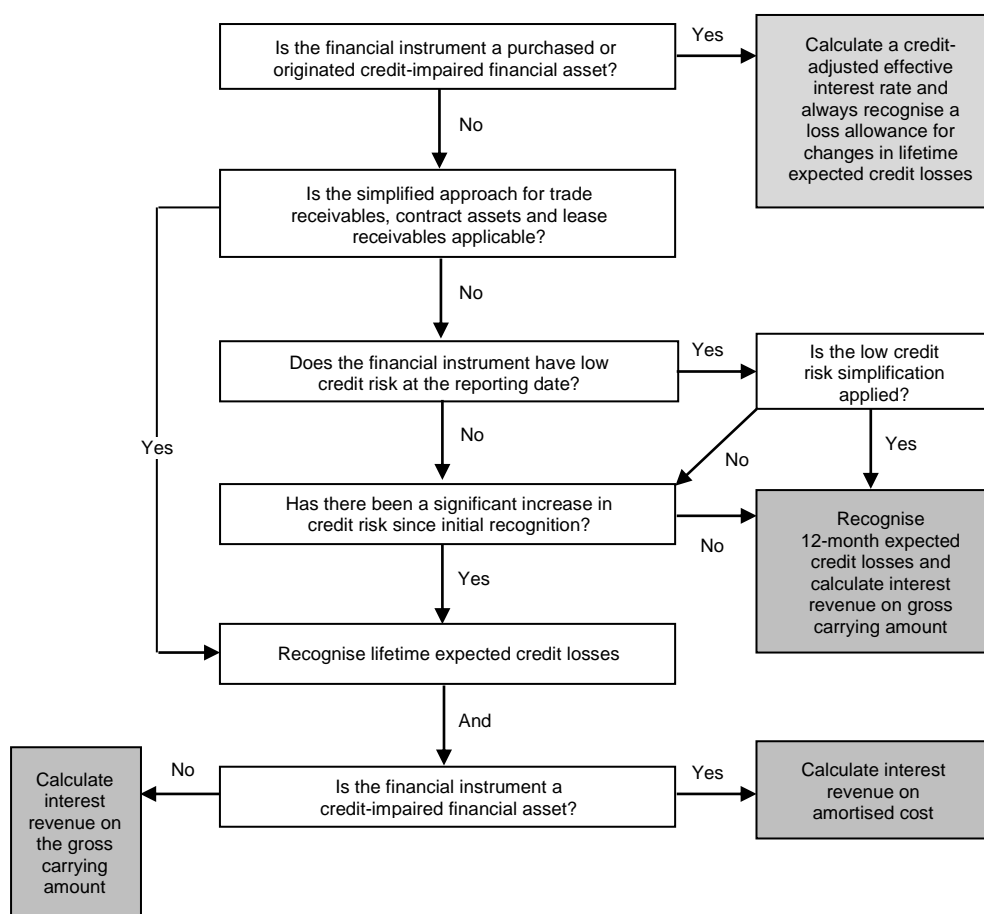 Is the financial instrument a purchased or
originated credit-impaired financial asset?
Yes
Calculate a credit-
adjusted effective
interest rate and
always recognise a
loss allowance for
changes in lifetime
expected credit losses
No
Is the simplified approach for trade
receivables, contract assets and lease
receivables applicable?
No
Does the financial instrument have low
credit risk at the reporting date?
Yes
Is the low credit
risk simplification
applied?
Yes
No
No
Yes
Has there been a significant increase in
credit risk since initial recognition?
No
Recognise
12-month expected
credit losses and
calculate interest
revenue on gross
carrying amount
Yes
Recognise lifetime expected credit losses
And
Is the financial instrument a
credit-impaired financial asset?
No
Calculate
interest
revenue on
the gross
carrying
amount
Yes
Calculate interest
revenue on
amortised cost